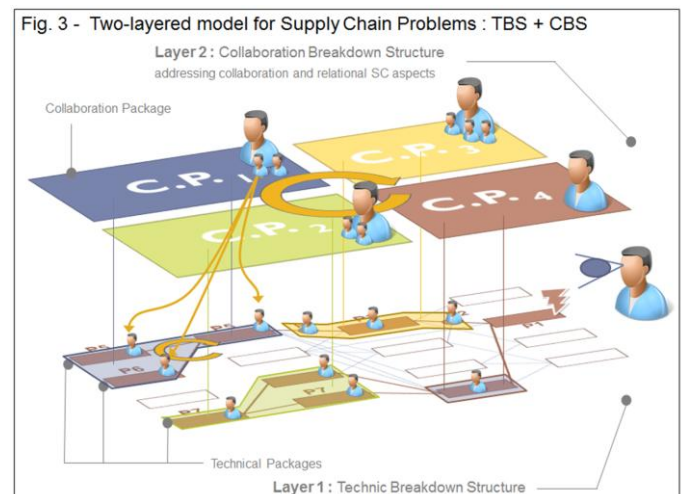 Fig. 3 - Two-layered model for Supply Chain Problems : TBS + CBS
Layer 2 : Collaboration Breakdown Structure
addressing collaboration and relational SC aspects
Collaboration Package
C.P. 1
C.P. 3
C.P. 2
C.P. 4
P5
P5
P6
P1
P7
P7
Technical Packages
Layer 1 : Technic Breakdown Structure